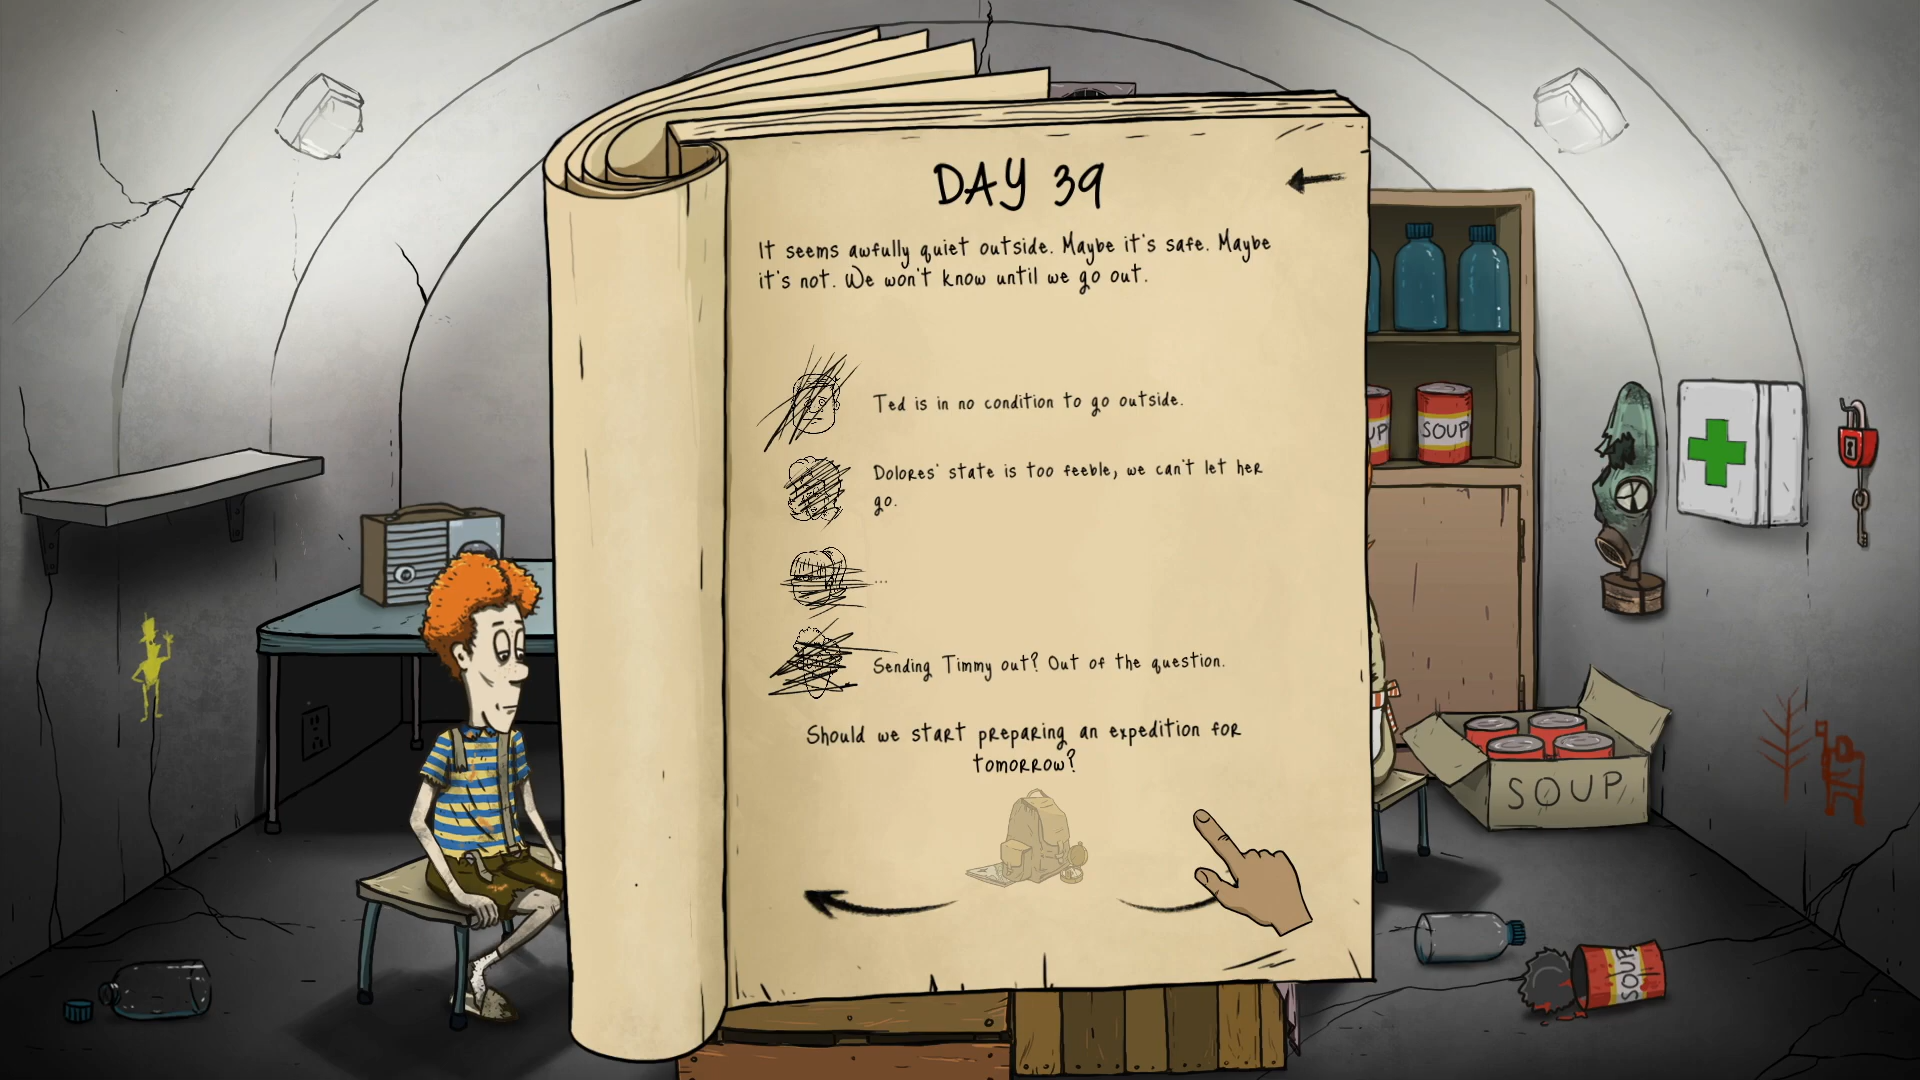 DAY 39
It seems awfully quiet outside. Maybe it's safe. Maybe
it's not. We won't know until we go out.
Ted is in no condition to go outside.
Dolores' state is too feeble, we can't let her
go.
...
Sending Timmy out? Out of the question.
Should we start preparing an expedition for
tomorrow?
UP
SOUP
SOUP
SOUP